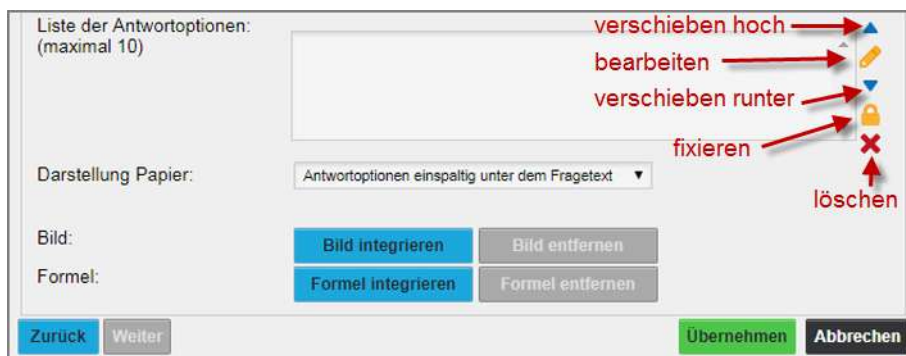 Liste der Antwortoptionen:
(maximal 10)
verschieben hoch
bearbeiten
verschieben runter
fixieren
löschen
Darstellung Papier:
Antwortoptionen einspaltig unter dem Fragetext
Bild:
Bild integrieren
Bild entfernen
Formel:
Formel integrieren
Formel entfernen
Zurück
Weiter
Übernehmen
Abbrechen